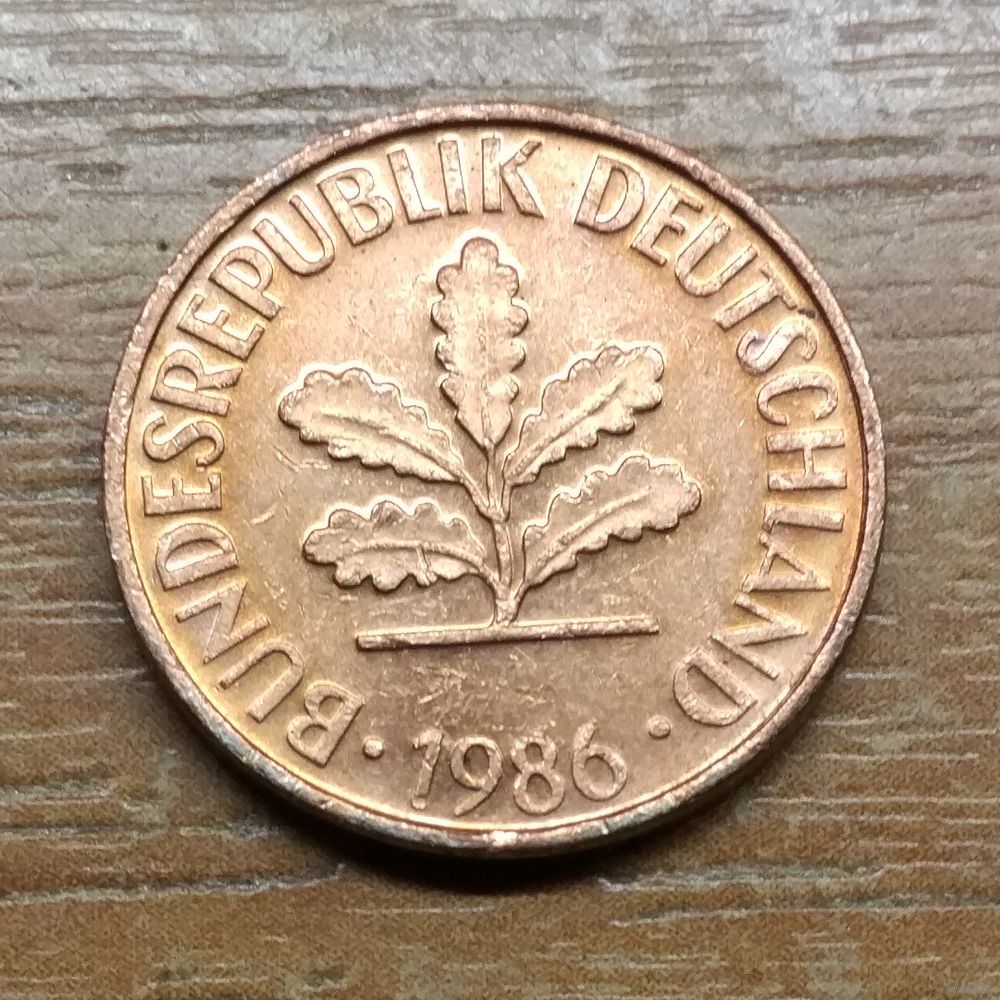 BUNDESREPUBLIK DEUTSCHLAND
· 1986 ·